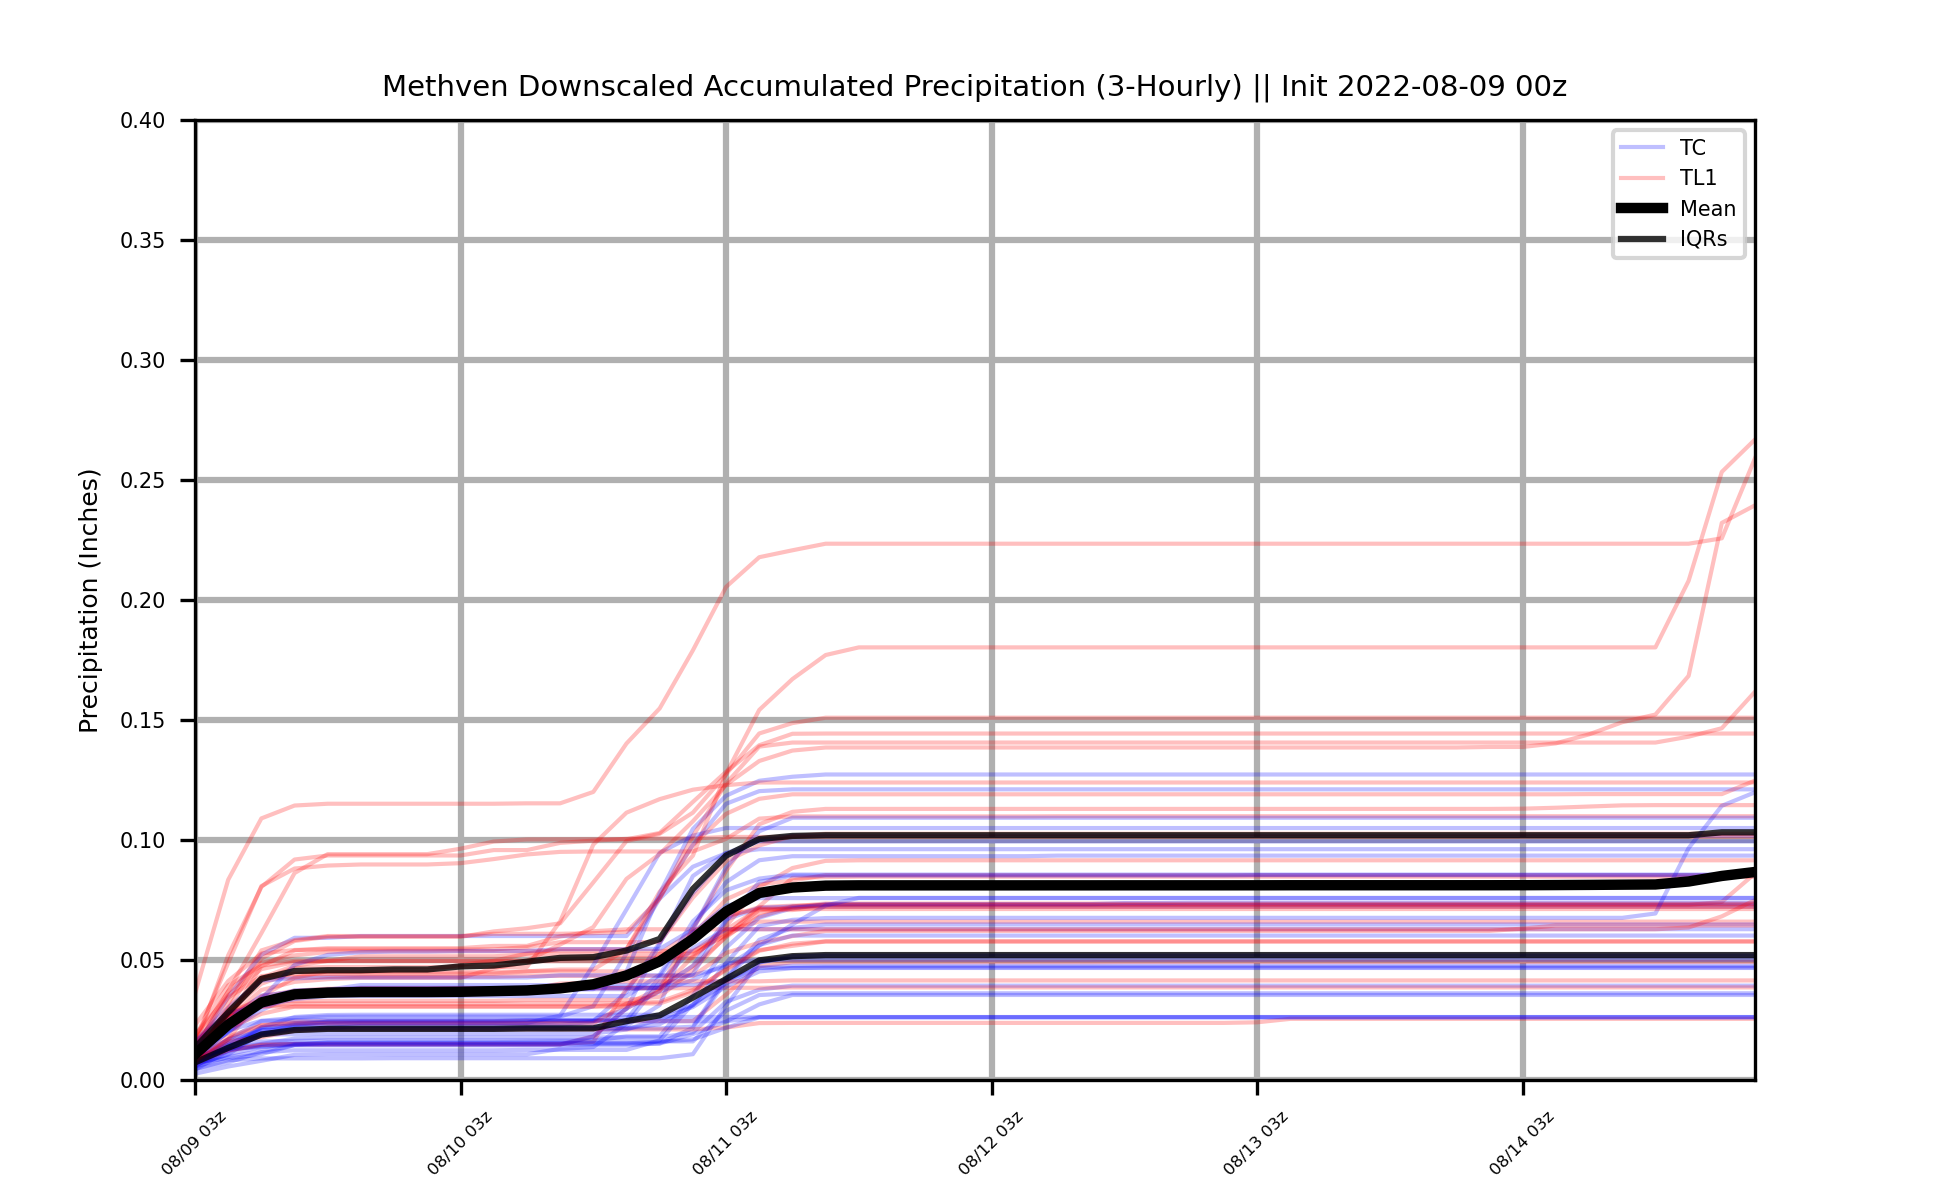 Methven Downscaled Accumulated Precipitation (3-Hourly) || Init 2022-08-09 00z
TC
TL1
Mean
IQRs
Precipitation (Inches)
0.40
0.35
0.30
0.25
0.20
0.15
0.10
0.05
0.00
08/09 03z
08/10 03z
08/11 03z
08/12 03z
08/13 03z
08/14 03z